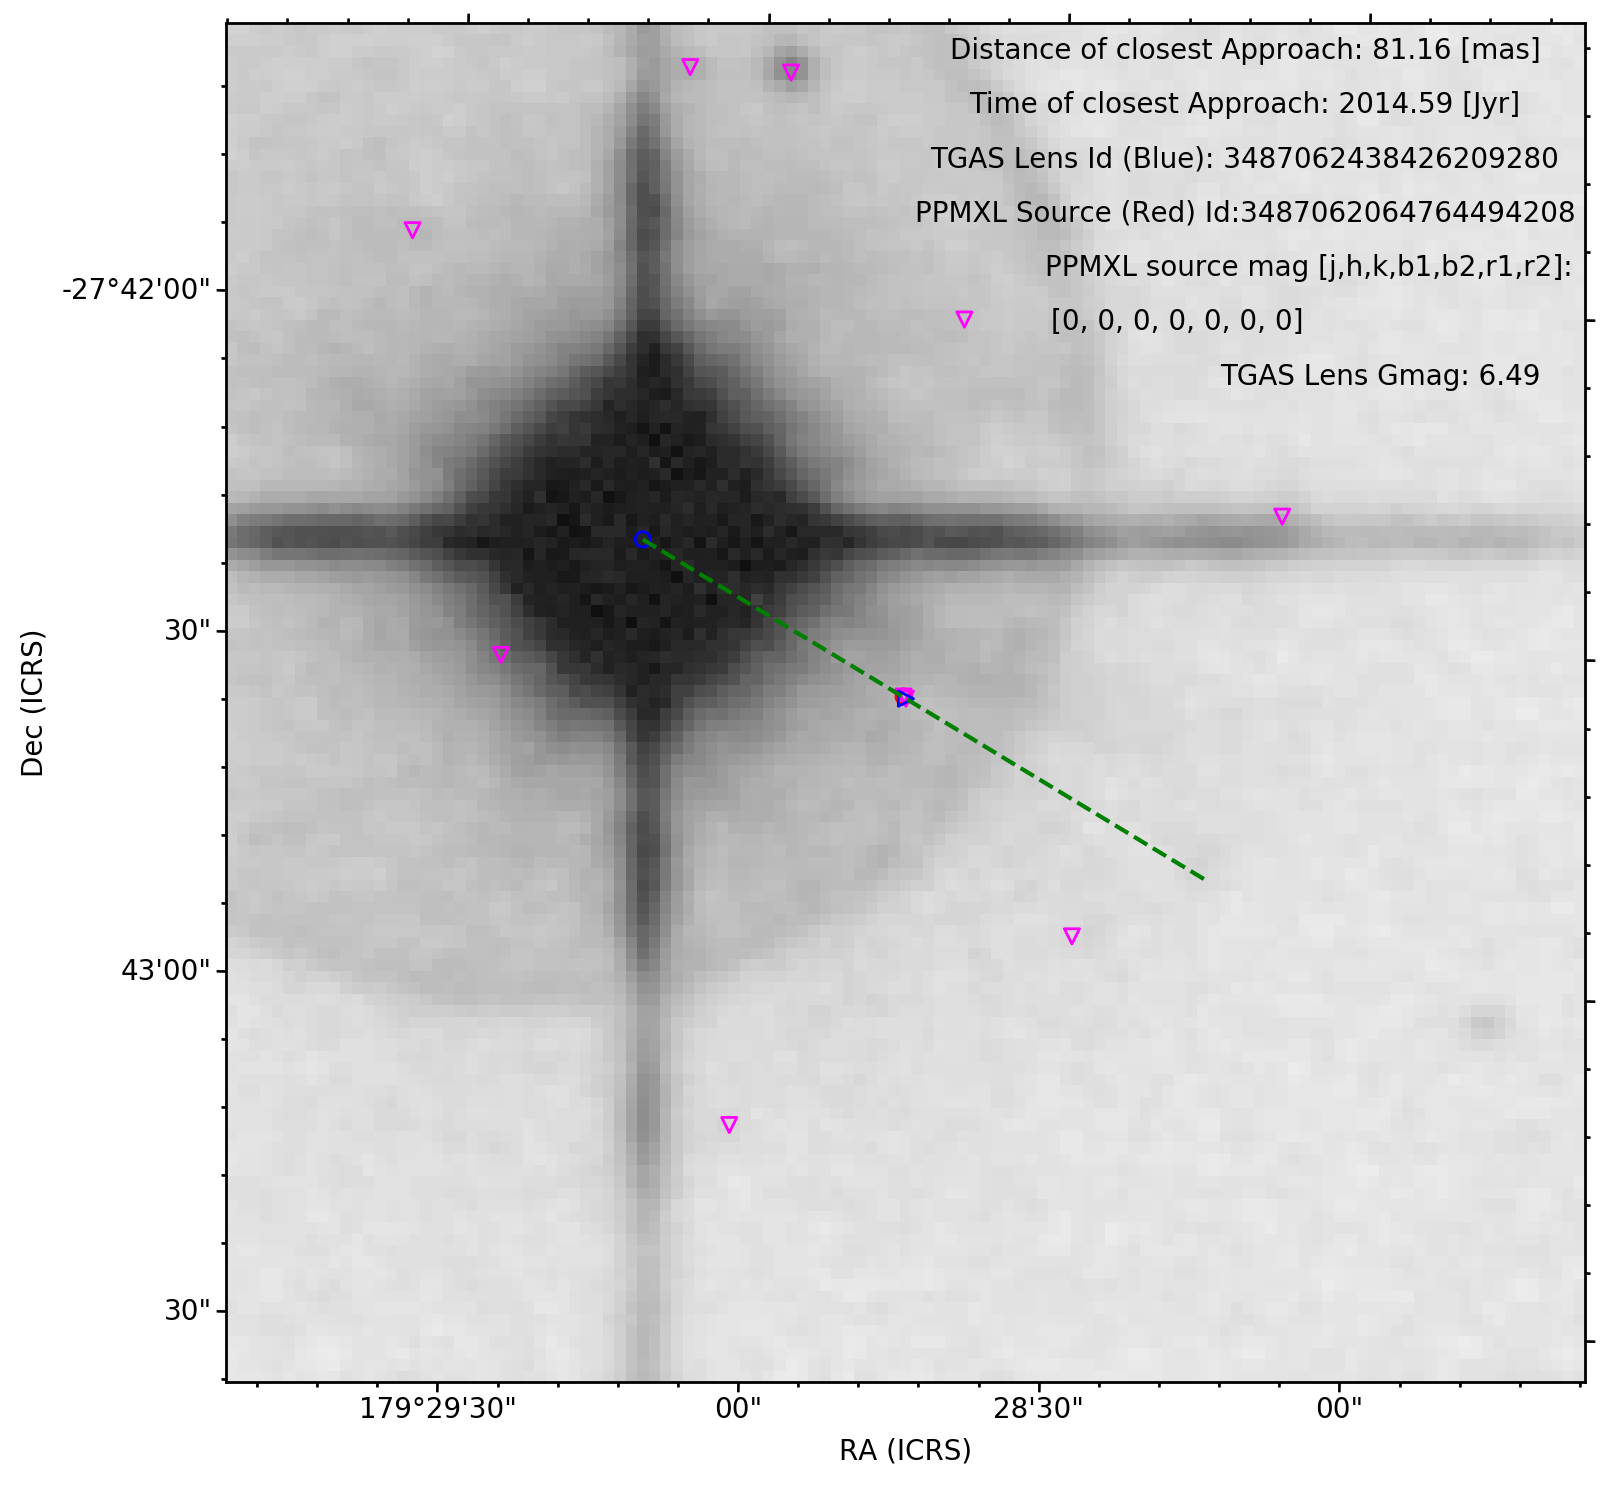 Distance of closest Approach: 81.16 [mas]
Time of closest Approach: 2014.59 [Jyr]
TGAS Lens Id (Blue): 3487062438426209280
PPMXL Source (Red) Id:3487062064764494208
PPMXL source mag [j,h,k,b1,b2,r1,r2]:
[0, 0, 0, 0, 0, 0, 0]
TGAS Lens Gmag: 6.49
-27°42'00"
30"
43'00"
30"
Dec (ICRS)
179°29'30" 00" 28'30" 00"
RA (ICRS)